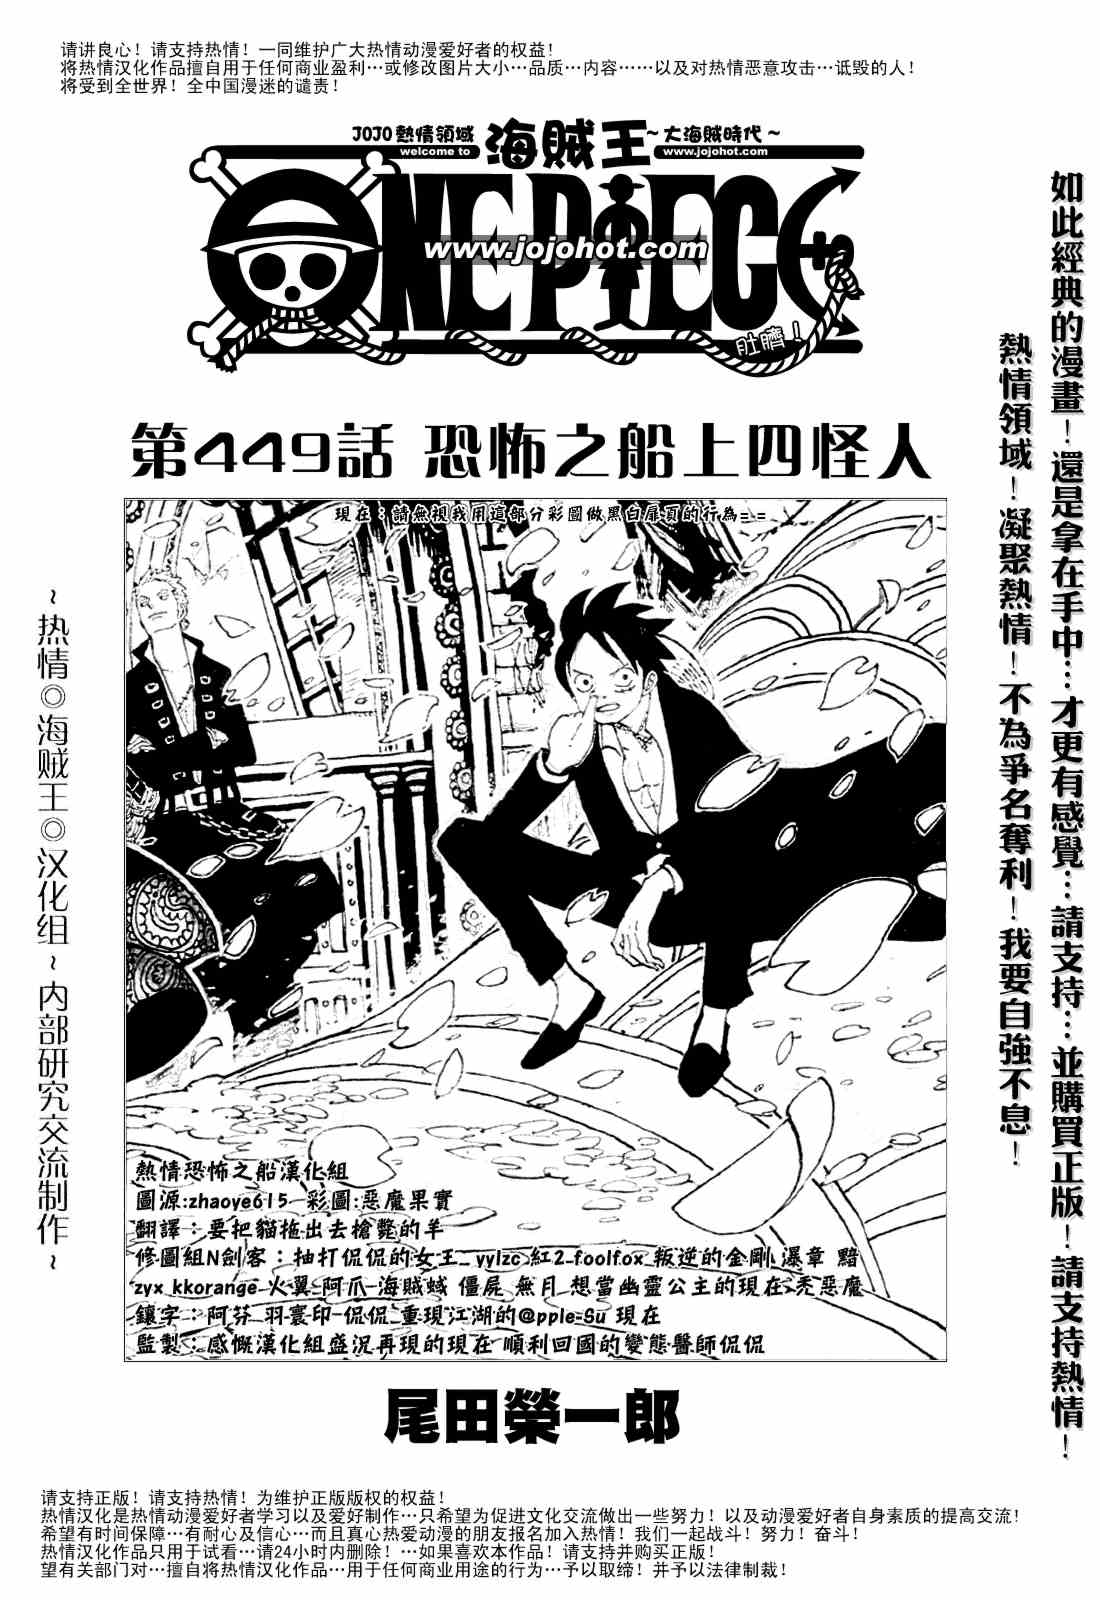 请讲良心！请支持热情！一同维护广大热情动漫爱好者的权益！
将热情汉化作品擅自用于任何商业盈利…或修改图片大小…品质…内容……以及对热情恶意攻击…诋毁的人！
将受到全世界！全中国漫迷的谴责！
JOJO熱情領域 海賊王~大海賊時代~
welcome to www.jojohot.com
ONE PIECE
www.jojohot.com
肚臍！
如此經典的漫畫！還是拿在手中…才更有感覺…請支持…並購買正版！請支持熱情！
熱情領域！凝聚熱情！不為爭名奪利！我要自強不息！
第449話 恐怖之船上四怪人
現在：請無視我用這部分彩圖做黑白扉頁的行為= =
~热情◎海贼王◎汉化组~内部研究交流制作~
熱情恐怖之船漢化組
圖源:zhaoye615 彩圖:惡魔果實
翻譯：要把貓拖出去槍斃的羊
修圖組N劍客：抽打侃侃的女王_yylzc 紅2-foolfox 叛逆的金剛 瀑章 黯
zyx kkorange 火翼 阿爪-海賊蛾 僵屍 無月 想當幽靈公主的現在 禿惡魔
鑲字：阿芬 羽寰印-侃侃 重現江湖的@pple-Su 現在
監製：感慨漢化組盛況再現的現在 順利回國的變態醫師侃侃
尾田榮一郎
请支持正版！请支持热情！为维护正版版权的权益！
热情汉化是热情动漫爱好者学习以及爱好制作…只希望为促进文化交流做出一些努力！以及动漫爱好者自身素质的提高交流！
希望有时间保障…有耐心及信心…而且真心热爱动漫的朋友报名加入热情！我们一起战斗！努力！奋斗！
热情汉化作品只用于试看…请24小时内删除！…如果喜欢本作品！请支持并购买正版！
望有关部门对…擅自将热情汉化作品…用于任何商业用途的行为…予以取缔！并予以法律制裁！